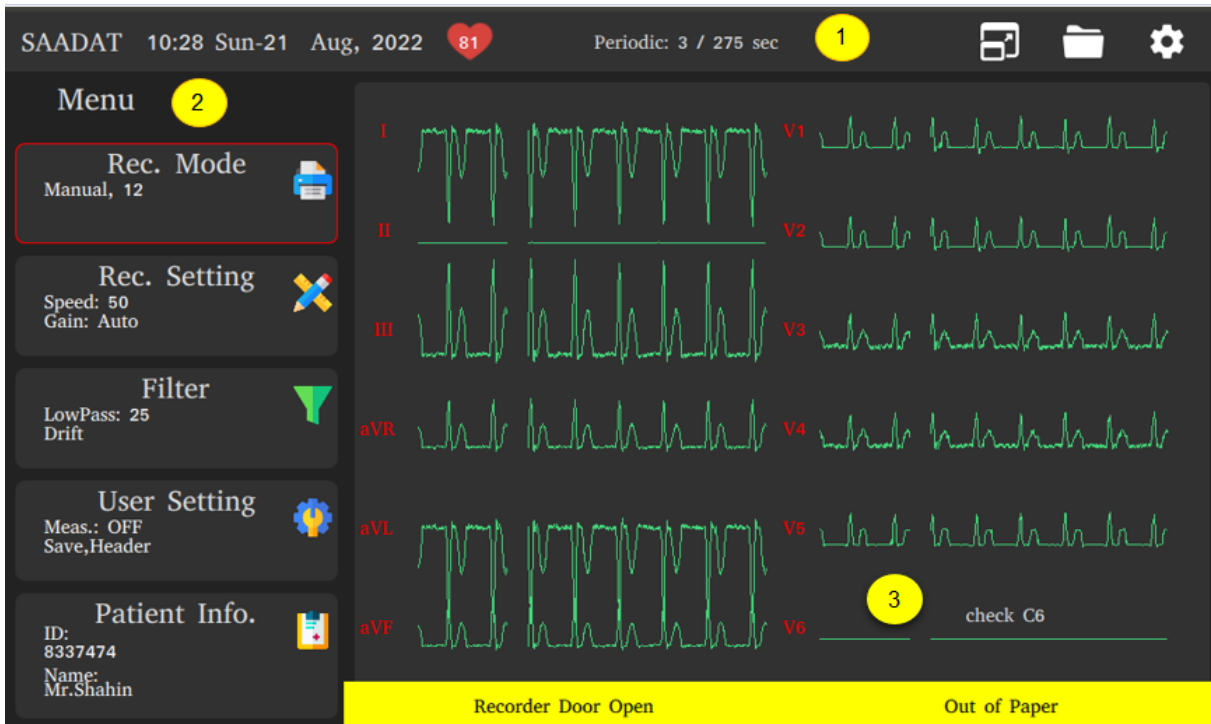 SAADAT 10:28 Sun-21 Aug, 2022 81 Periodic: 3 / 275 sec 1
Menu 2
Rec. Mode
Manual, 12
Rec. Setting
Speed: 50
Gain: Auto
Filter
LowPass: 25
Drift
User Setting
Meas.: OFF
Save,Header
Patient Info.
ID:
8337474
Name:
Mr.Shahin
I
II
III
aVR
aVL
aVF
V1
V2
V3
V4
V5
3
V6 check C6
Recorder Door Open Out of Paper